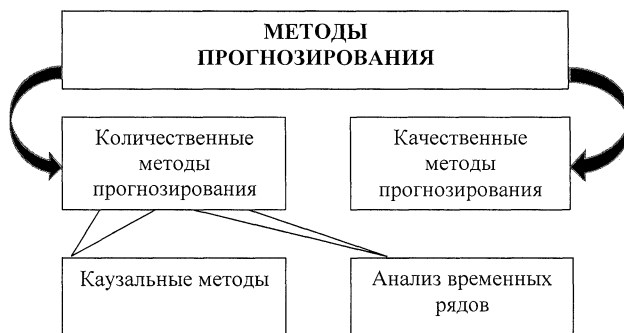 МЕТОДЫ
ПРОГНОЗИРОВАНИЯ
Количественные
методы
прогнозирования
Качественные
методы
прогнозирования
Каузальные методы
Анализ временных
рядов